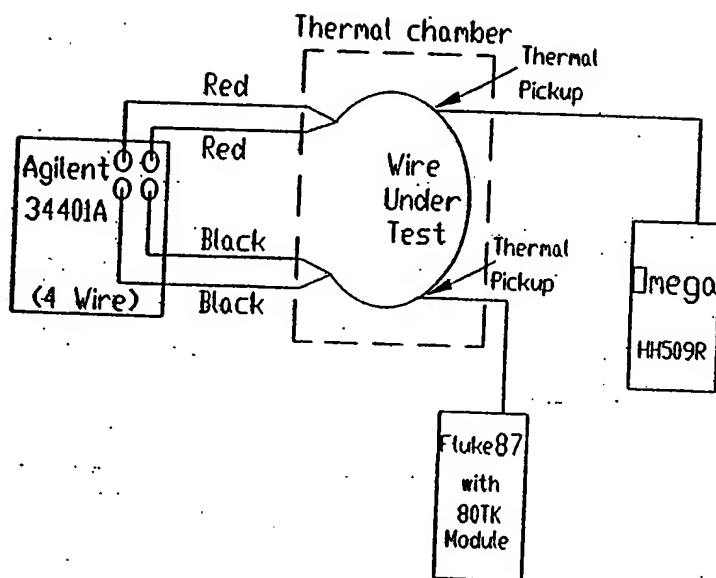 Thermal chamber
Thermal
Pickup
Red
Red
Agilent
34401A
(4 Wire)
Wire
Under
Test
Black
Black
Thermal
Pickup
Omega
HH509R
Fluke87
with
80TK
Module